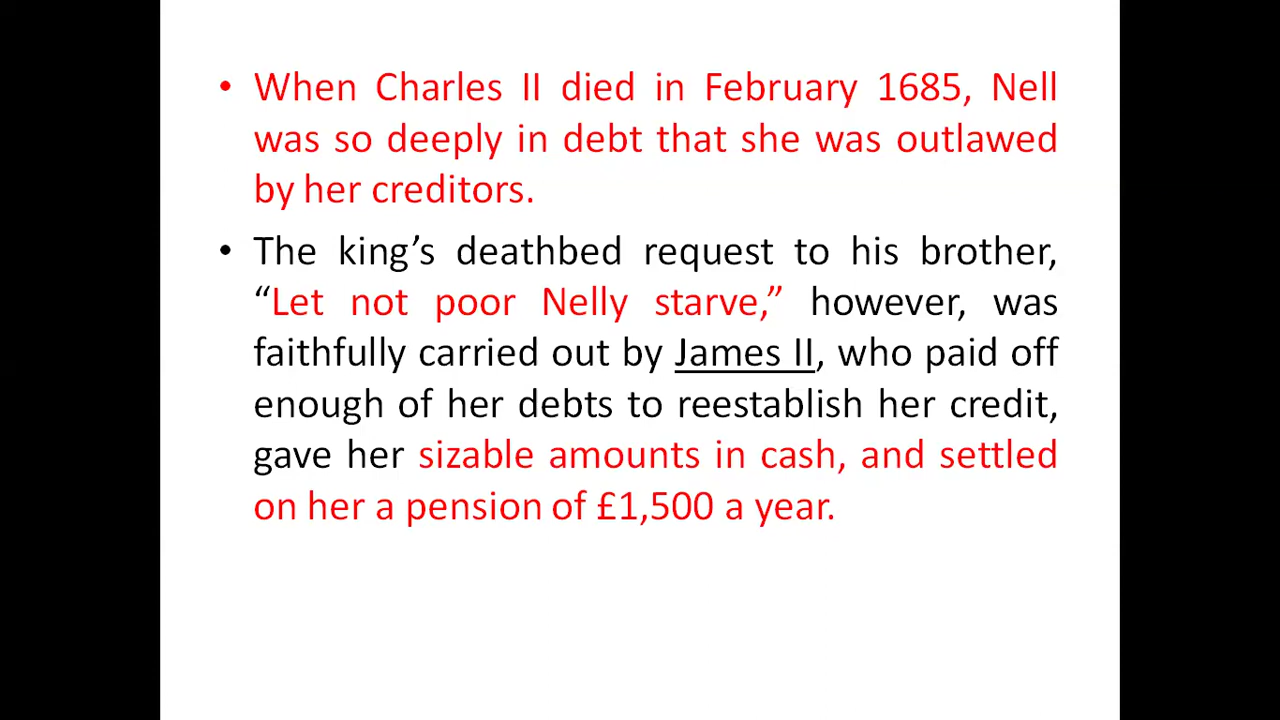 • When Charles II died in February 1685, Nell
was so deeply in debt that she was outlawed
by her creditors.
• The king’s deathbed request to his brother,
“Let not poor Nelly starve,” however, was
faithfully carried out by James II, who paid off
enough of her debts to reestablish her credit,
gave her sizable amounts in cash, and settled
on her a pension of £1,500 a year.